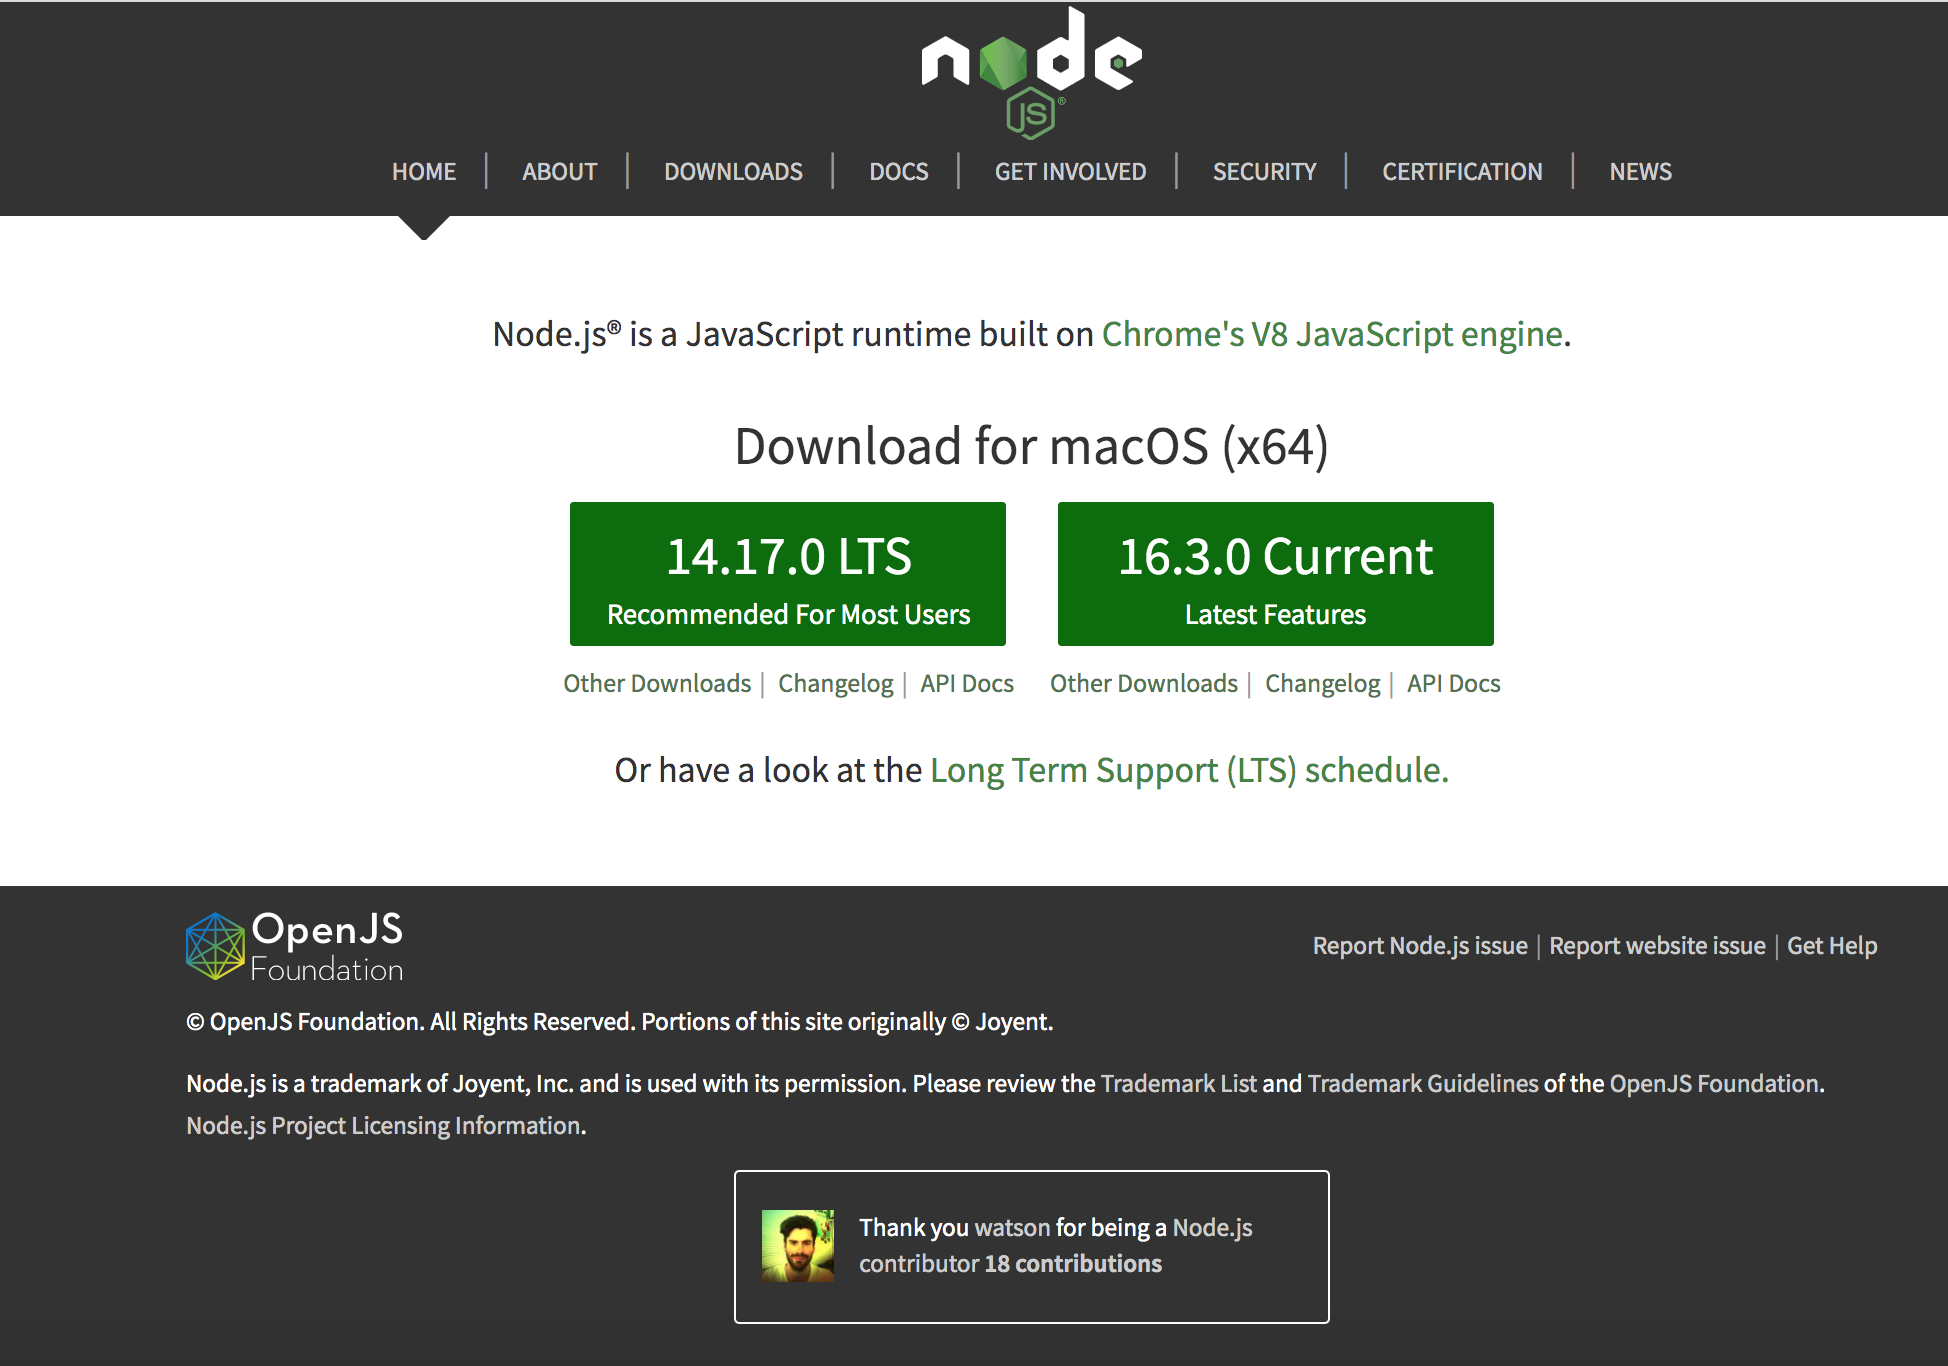 node
JS®
HOME | ABOUT | DOWNLOADS | DOCS | GET INVOLVED | SECURITY | CERTIFICATION | NEWS
Node.js® is a JavaScript runtime built on Chrome's V8 JavaScript engine.
Download for macOS (x64)
14.17.0 LTS
Recommended For Most Users
Other Downloads | Changelog | API Docs
16.3.0 Current
Latest Features
Other Downloads | Changelog | API Docs
Or have a look at the Long Term Support (LTS) schedule.
OpenJS
Foundation
Report Node.js issue | Report website issue | Get Help
© OpenJS Foundation. All Rights Reserved. Portions of this site originally © Joyent.
Node.js is a trademark of Joyent, Inc. and is used with its permission. Please review the Trademark List and Trademark Guidelines of the OpenJS Foundation.
Node.js Project Licensing Information.
Thank you watson for being a Node.js
contributor 18 contributions